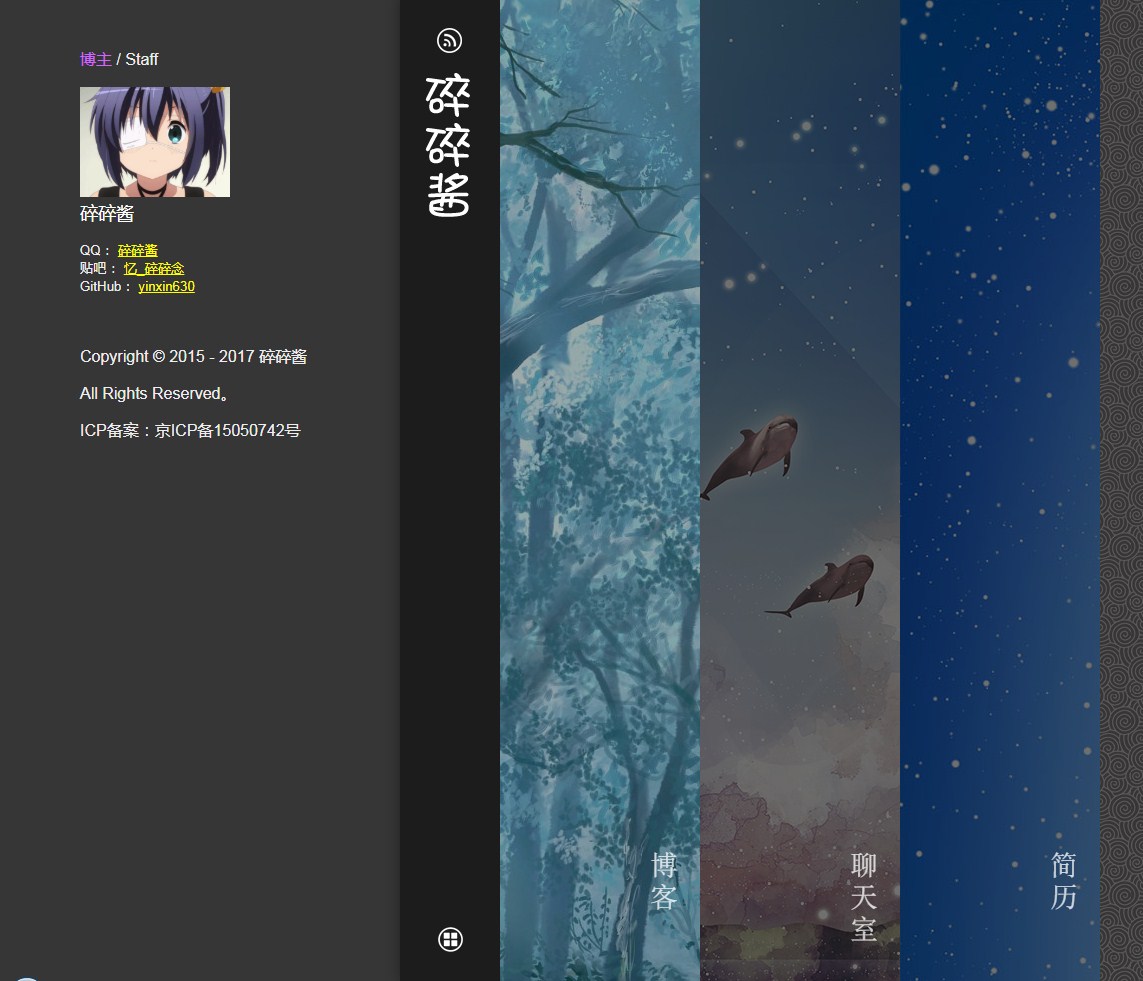 博主 / Staff
碎碎酱
QQ： 碎碎酱
贴吧： 忆_碎碎念
GitHub： yinxin630
Copyright © 2015 - 2017 碎碎酱
All Rights Reserved。
ICP备案：京ICP备15050742号
碎碎酱
博客
聊天室
简历